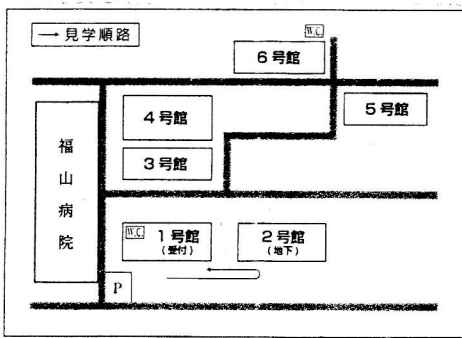 → 見学順路
W.C.
6号館
5号館
4号館
3号館
福山病院
W.C.
1号館
(受付)
2号館
(地下)
P